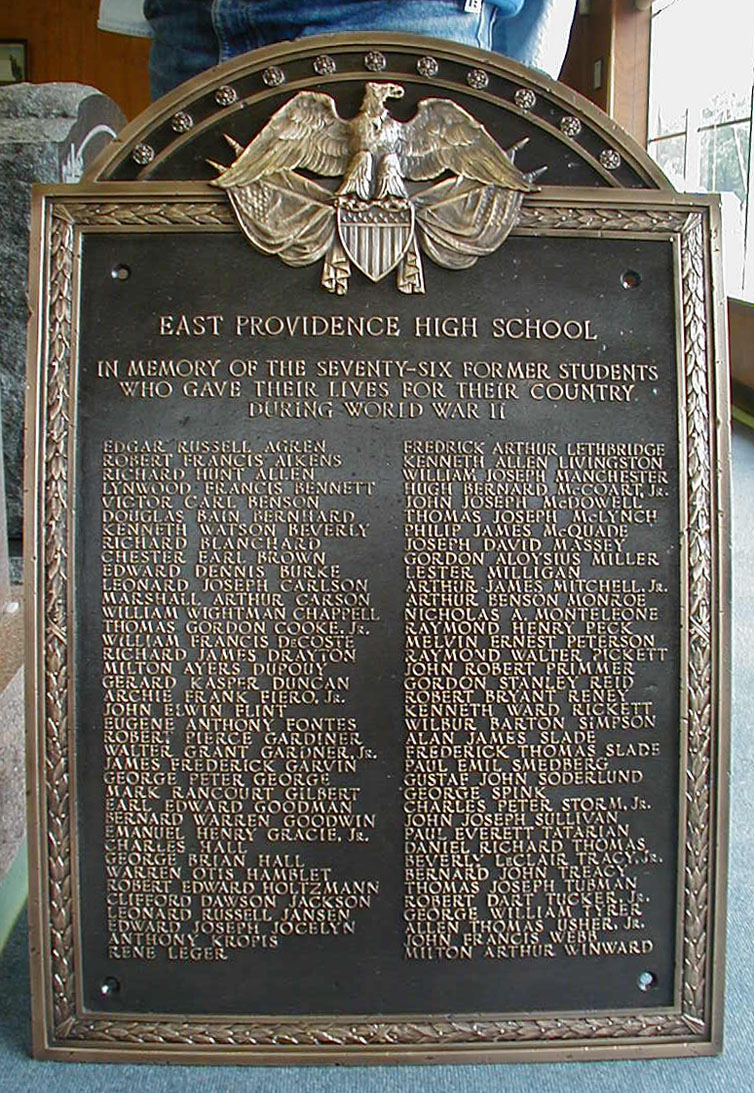 EAST PROVIDENCE HIGH SCHOOL
IN MEMORY OF THE SEVENTY-SIX FORMER STUDENTS
WHO GAVE THEIR LIVES FOR THEIR COUNTRY
DURING WORLD WAR II
EDGAR RUSSELL AGREN
ROBERT FRANCIS AIKENS
RICHARD HUNT ALLEN
LYNWOOD FRANCIS BENNETT
VICTOR CARL BENSON
DOUGLAS BAIN BERNHARD
KENNETH WATSON BEVERLY
RICHARD BLANCHARD
CHESTER EARL BROWN
EDWARD DENNIS BURKE
LEONARD JOSEPH CARLSON
MARSHALL ARTHUR CARSON
WILLIAM WIGHTMAN CHAPPELL
THOMAS GORDON COOKE, JR.
WILLIAM FRANCIS DECOSTE
RICHARD JAMES DRAYTON
MILTON AYERS DUPOUY
GERARD KASPER DUNCAN
ARCHIE FRANK FIERO, JR.
JOHN ELWIN FLINT
EUGENE ANTHONY FONTES
ROBERT PIERCE GARDINER
WALTER GRANT GARDNER, JR.
JAMES FREDERICK GARVIN
GEORGE PETER GEORGE
MARK RANCOURT GILBERT
EARL EDWARD GOODMAN
BERNARD WARREN GOODWIN
EMANUEL HENRY GRACIE, JR.
CHARLES HALL
GEORGE BRIAN HALL
WARREN OTIS HAMBLET
ROBERT EDWARD HOLTZMANN
CLIFFORD DAWSON JACKSON
LEONARD RUSSELL JANSEN
EDWARD JOSEPH JOCELYN
ANTHONY KROPIS
RENE LEGER
FREDRICK ARTHUR LETHBRIDGE
KENNETH ALLEN LIVINGSTON
WILLIAM JOSEPH MANCHESTER
HUGH BERNARD MCCOART, JR.
JOHN JOSEPH MCDOWELL
THOMAS JOSEPH MCLYNCH
PHILIP JAMES MCQUADE
JOSEPH DAVID MASSEY
GORDON ALOYSIUS MILLER
LESTER MILLIGAN
ARTHUR JAMES MITCHELL, JR.
ARTHUR BENSON MONROE
NICHOLAS A. MONTELEONE
RAYMOND HENRY PECK
MELVIN ERNEST PETERSON
RAYMOND WALTER PICKETT
JOHN ROBERT PRIMMER
GORDON STANLEY REID
ROBERT BRYANT RENEY
KENNETH WARD RICKETT
WILBUR BARTON SIMPSON
ALAN JAMES SLADE
FREDERICK THOMAS SLADE
PAUL EMIL SMEDBERG
GUSTAF JOHN SODERLUND
GEORGE SPINK
CHARLES PETER STORM, JR.
JOHN JOSEPH SULLIVAN
PAUL EVERETT TATARIAN
DANIEL RICHARD THOMAS
BEVERLY LECLAIR TRACY, JR.
BERNARD JOHN TREACY
THOMAS JOSEPH TUBMAN
ROBERT DART TUCKER, JR.
GEORGE WILLIAM TYRER
ALLEN THOMAS USHER, JR.
JOHN FRANCIS WEBB
MILTON ARTHUR WINWARD